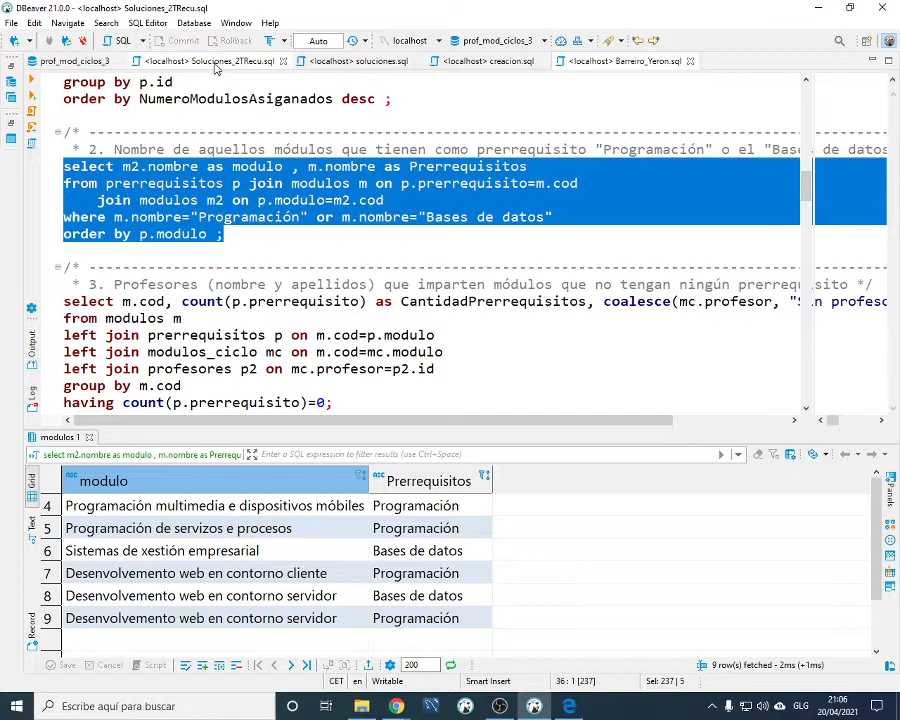 DBeaver 21.0.0 - <localhost> Soluciones_2TRecu.sql
File Edit Navigate Search SQL Editor Database Window Help
SQL Commit Rollback T Auto localhost prof_mod_ciclos_3
prof_mod_ciclos_3 <localhost> Soluciones_2TRecu.sql <localhost> soluciones.sql <localhost> creacion.sql <localhost> Barreiro_Yeron.sql
group by p.id
order by NumeroModulosAsiganados desc ;
/* ----------------------------------------------------------------------------------------------
* 2. Nombre de aquellos módulos que tienen como prerrequisito "Programación" o el "Bases de datos
select m2.nombre as modulo , m.nombre as Prerrequisitos
from prerrequisitos p join modulos m on p.prerrequisito=m.cod
join modulos m2 on p.modulo=m2.cod
where m.nombre="Programación" or m.nombre="Bases de datos"
order by p.modulo ;
/* ----------------------------------------------------------------------------------------------
* 3. Profesores (nombre y apellidos) que imparten módulos que no tengan ningún prerrequisito */
select m.cod, count(p.prerrequisito) as CantidadPrerrequisitos, coalesce(mc.profesor, "Sin profeso
from modulos m
left join prerrequisitos p on m.cod=p.modulo
left join modulos_ciclo mc on m.cod=mc.modulo
left join profesores p2 on mc.profesor=p2.id
group by m.cod
having count(p.prerrequisito)=0;
Output
Log
modulos 1
select m2.nombre as modulo , m.nombre as Prerrequ Enter a SQL expression to filter results (use Ctrl+Space)
Grid
Text
Record
Panels
ABC modulo ABC Prerrequisitos
4 Programación multimedia e dispositivos móbiles Programación
5 Programación de servizos e procesos Programación
6 Sistemas de xestión empresarial Bases de datos
7 Desenvolvemento web en contorno cliente Programación
8 Desenvolvemento web en contorno servidor Bases de datos
9 Desenvolvemento web en contorno servidor Programación
Save Cancel Script 200 9 row(s) fetched - 2ms (+1ms)
CET en Writable Smart Insert 36 : 1 [237] Sel: 237 | 5
Escribe aquí para buscar GLG 21:06
20/04/2021